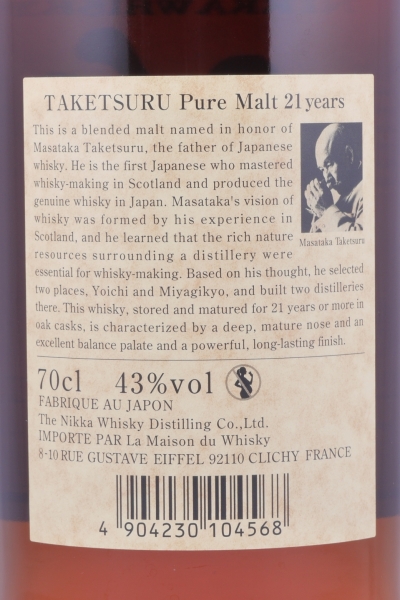 TAKETSURU Pure Malt 21 years
This is a blended malt named in honor of
Masataka Taketsuru, the father of Japanese
whisky. He is the first Japanese who mastered
whisky-making in Scotland and produced the
genuine whisky in Japan. Masataka's vision of
whisky was formed by his experience in
Scotland, and he learned that the rich nature
resources surrounding a distillery were
essential for whisky-making. Based on his thought, he selected
two places, Yoichi and Miyagikyo, and built two distilleries
there. This whisky, stored and matured for 21 years or more in
oak casks, is characterized by a deep, mature nose and an
excellent balance palate and a powerful, long-lasting finish.
Masataka Taketsuru
70cl 43%vol
FABRIQUE AU JAPON
The Nikka Whisky Distilling Co.,Ltd.
IMPORTE PAR La Maison du Whisky
8-10 RUE GUSTAVE EIFFEL 92110 CLICHY FRANCE
4 904230 104568